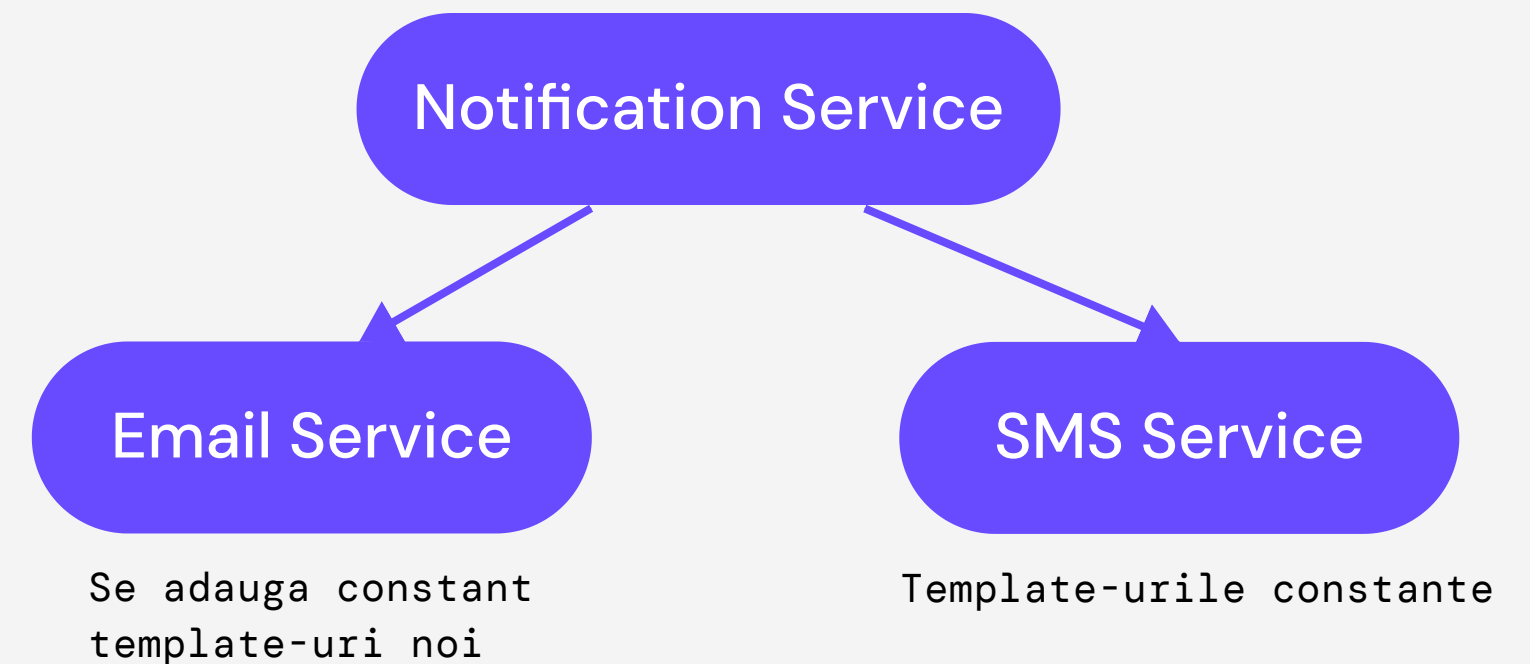 Notification Service
Email Service
SMS Service
Se adauga constant
template-uri noi
Template-urile constante